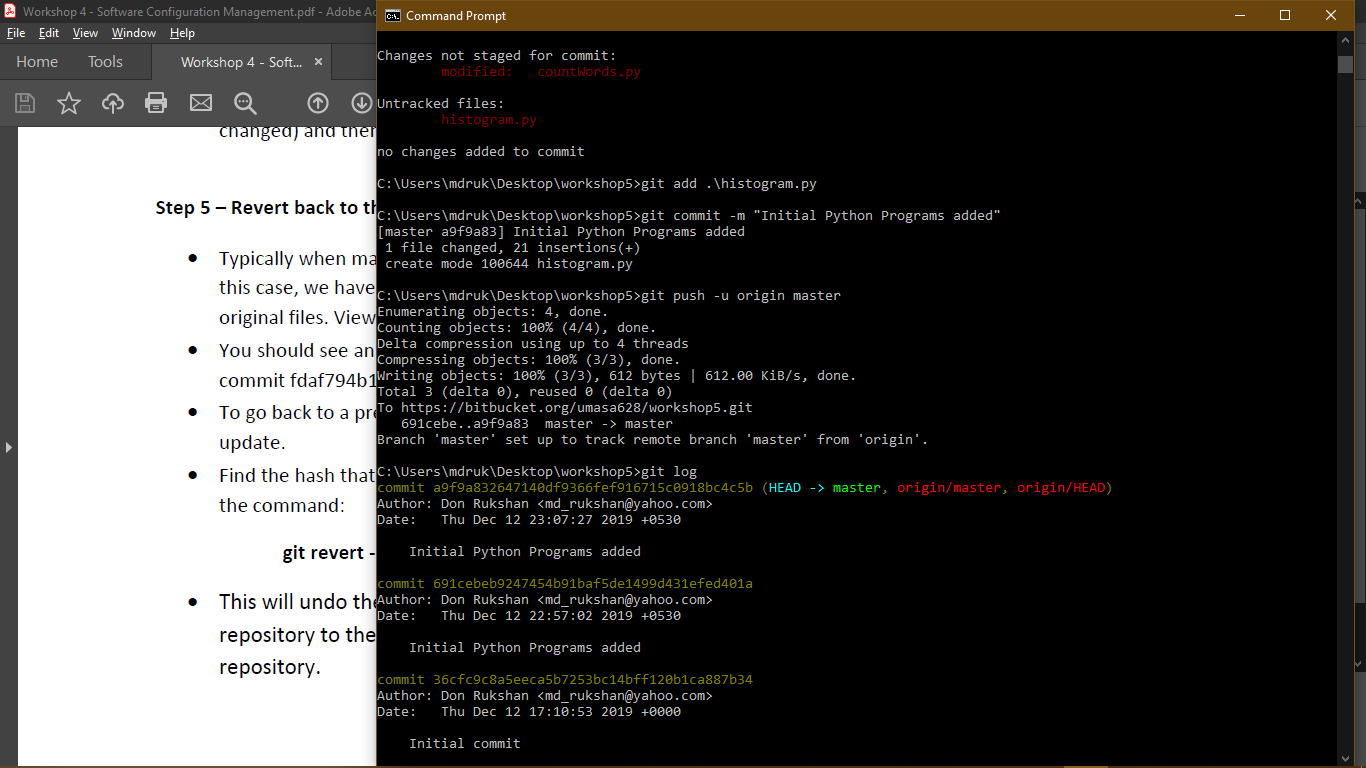 Workshop 4 - Software Configuration Management.pdf - Adobe Ac
File Edit View Window Help
Home Tools Workshop 4 - Soft... ×
changed) and ther
Step 5 – Revert back to th
• Typically when ma
this case, we have
original files. View
• You should see an
commit fdaf794b1
• To go back to a pre
update.
• Find the hash that
the command:
git revert -
• This will undo the
repository to the
repository.
Command Prompt
Changes not staged for commit:
modified: countWords.py
Untracked files:
histogram.py
no changes added to commit
C:\Users\mdruk\Desktop\workshop5>git add .\histogram.py
C:\Users\mdruk\Desktop\workshop5>git commit -m "Initial Python Programs added"
[master a9f9a83] Initial Python Programs added
1 file changed, 21 insertions(+)
create mode 100644 histogram.py
C:\Users\mdruk\Desktop\workshop5>git push -u origin master
Enumerating objects: 4, done.
Counting objects: 100% (4/4), done.
Delta compression using up to 4 threads
Compressing objects: 100% (3/3), done.
Writing objects: 100% (3/3), 612 bytes | 612.00 KiB/s, done.
Total 3 (delta 0), reused 0 (delta 0)
To https://bitbucket.org/umasa628/workshop5.git
691cebe..a9f9a83 master -> master
Branch 'master' set up to track remote branch 'master' from 'origin'.
C:\Users\mdruk\Desktop\workshop5>git log
commit a9f9a832647140df9366fef916715c0918bc4c5b (HEAD -> master, origin/master, origin/HEAD)
Author: Don Rukshan <md_rukshan@yahoo.com>
Date: Thu Dec 12 23:07:27 2019 +0530
Initial Python Programs added
commit 691cebeb9247454b91baf5de1499d431efed401a
Author: Don Rukshan <md_rukshan@yahoo.com>
Date: Thu Dec 12 22:57:02 2019 +0530
Initial Python Programs added
commit 36cfc9c8a5eeca5b7253bc14bff120b1ca887b34
Author: Don Rukshan <md_rukshan@yahoo.com>
Date: Thu Dec 12 17:10:53 2019 +0000
Initial commit